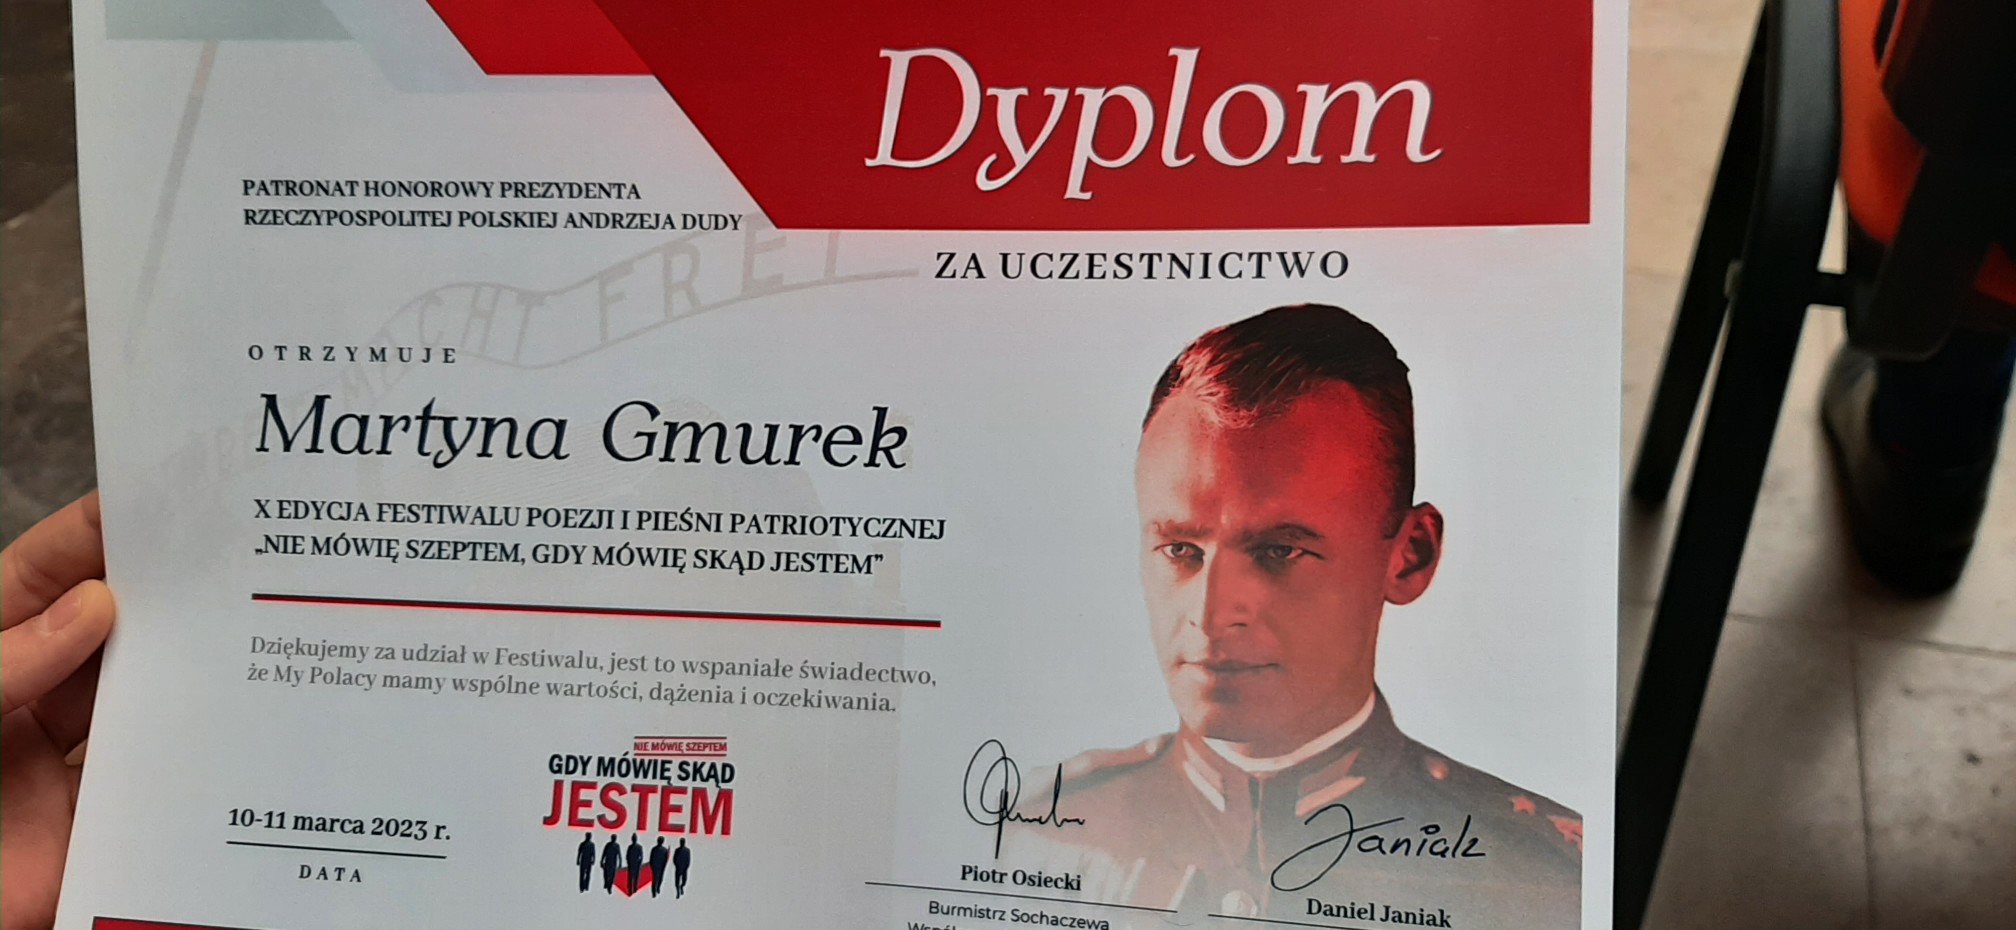 Dyplom
PATRONAT HONOROWY PREZYDENTA
RZECZYPOSPOLITEJ POLSKIEJ ANDRZEJA DUDY
ZA UCZESTNICTWO
MACHT FREI
OTRZYMUJE
Martyna Gmurek
X EDYCJA FESTIWALU POEZJI I PIEŚNI PATRIOTYCZNEJ
„NIE MÓWIĘ SZEPTEM, GDY MÓWIĘ SKĄD JESTEM”
Dziękujemy za udział w Festiwalu, jest to wspaniałe świadectwo,
że My Polacy mamy wspólne wartości, dążenia i oczekiwania.
NIE MÓWIĘ SZEPTEM
GDY MÓWIĘ SKĄD
JESTEM
10-11 marca 2023 r.
DATA
Janiak
Piotr Osiecki
Burmistrz Sochaczewa
Daniel Janiak